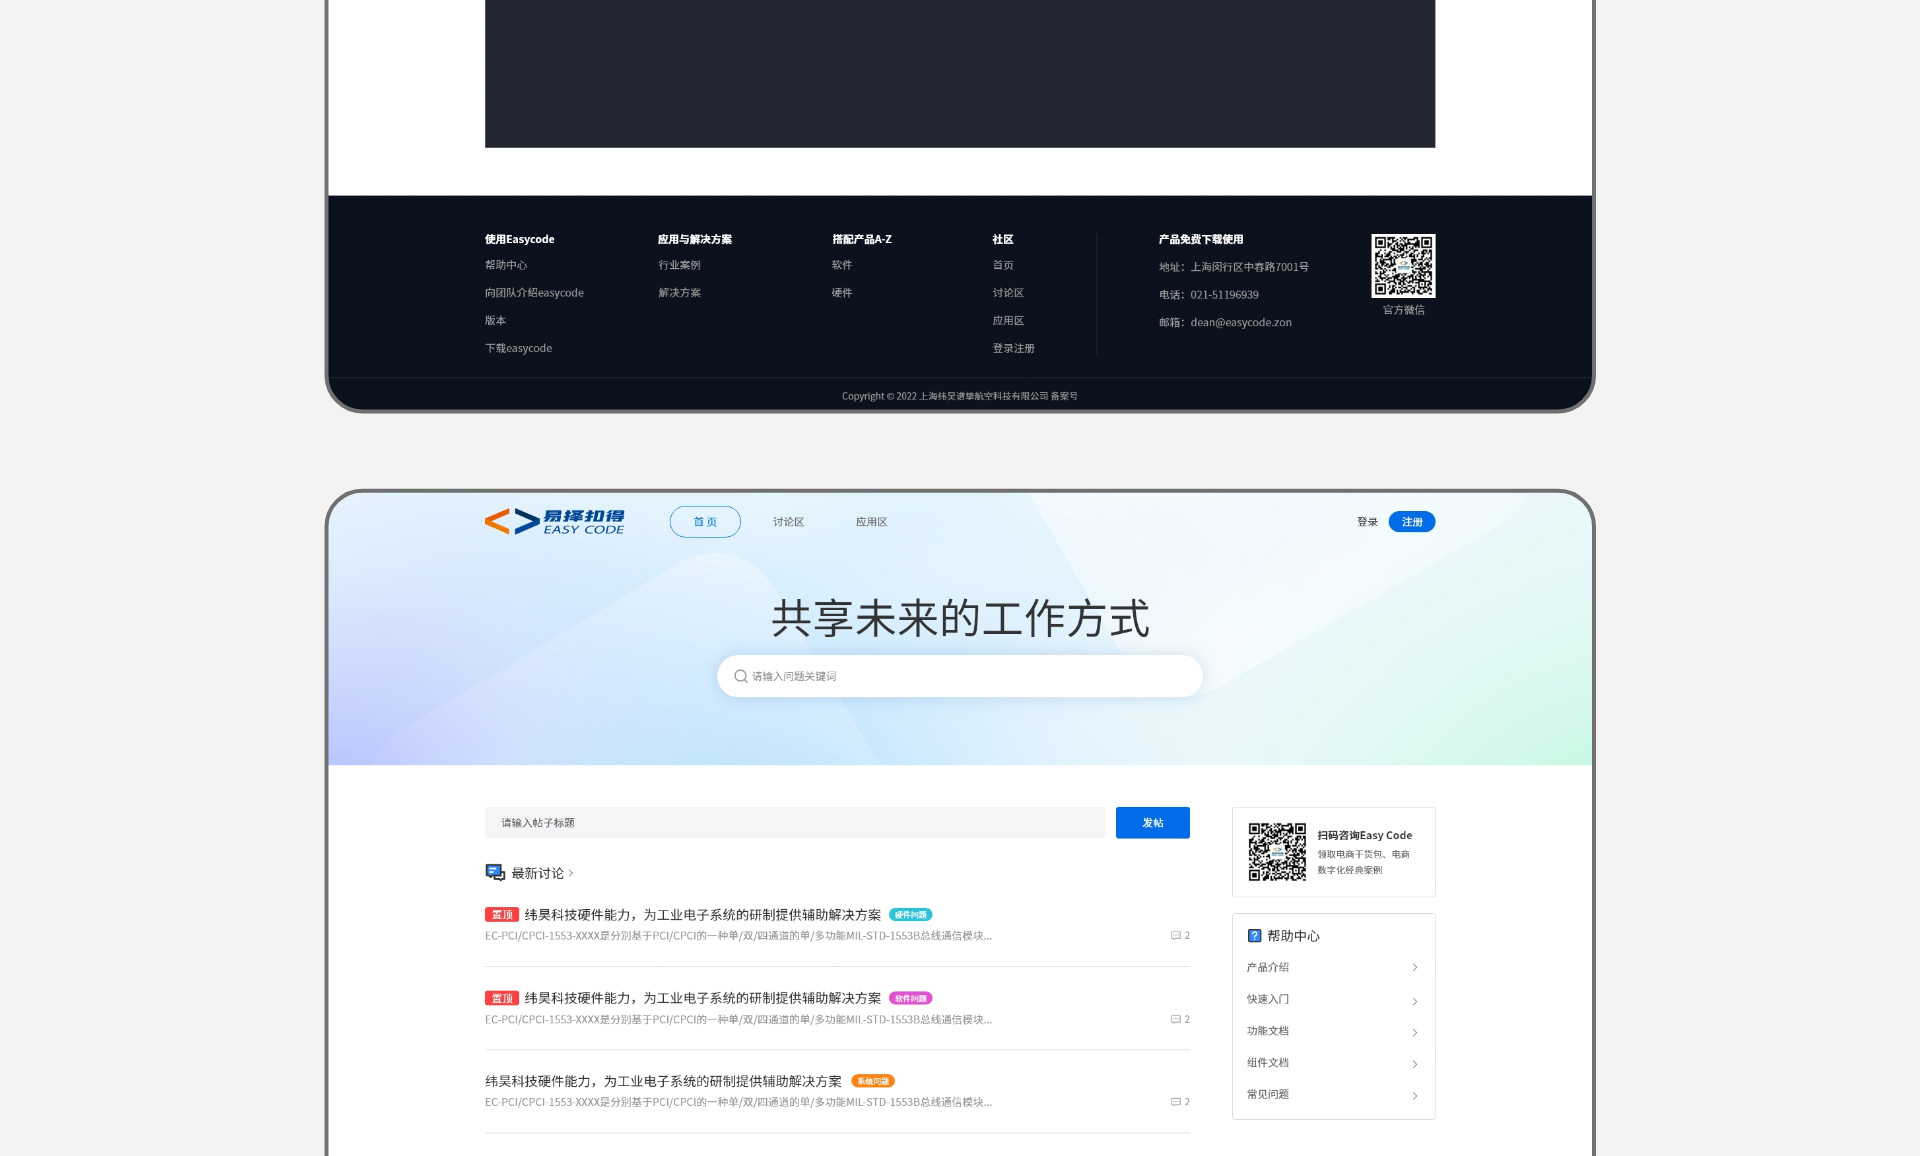 使用Easycode
帮助中心
向团队介绍easycode
版本
下载easycode
应用与解决方案
行业案例
解决方案
搭配产品A-Z
软件
硬件
社区
首页
讨论区
应用区
登录注册
产品免费下载使用
地址：上海闵行区中春路7001号
电话：021-51196939
邮箱：dean@easycode.zon
官方微信
Copyright © 2022 上海纬昊谱挚航空科技有限公司 备案号
易择扣得
EASY CODE
首 页
讨论区
应用区
登录
注册
共享未来的工作方式
请输入问题关键词
请输入帖子标题
发帖
最新讨论
置顶 纬昊科技硬件能力，为工业电子系统的研制提供辅助解决方案 硬件问题
EC-PCI/CPCI-1553-XXXX是分别基于PCI/CPCI的一种单/双/四通道的单/多功能MIL-STD-1553B总线通信模块... 2
置顶 纬昊科技硬件能力，为工业电子系统的研制提供辅助解决方案 软件问题
EC-PCI/CPCI-1553-XXXX是分别基于PCI/CPCI的一种单/双/四通道的单/多功能MIL-STD-1553B总线通信模块... 2
纬昊科技硬件能力，为工业电子系统的研制提供辅助解决方案 系统问题
EC-PCI/CPCI-1553-XXXX是分别基于PCI/CPCI的一种单/双/四通道的单/多功能MIL-STD-1553B总线通信模块... 2
扫码咨询Easy Code
领取电商干货包、电商
数字化经典案例
帮助中心
产品介绍
快速入门
功能文档
组件文档
常见问题